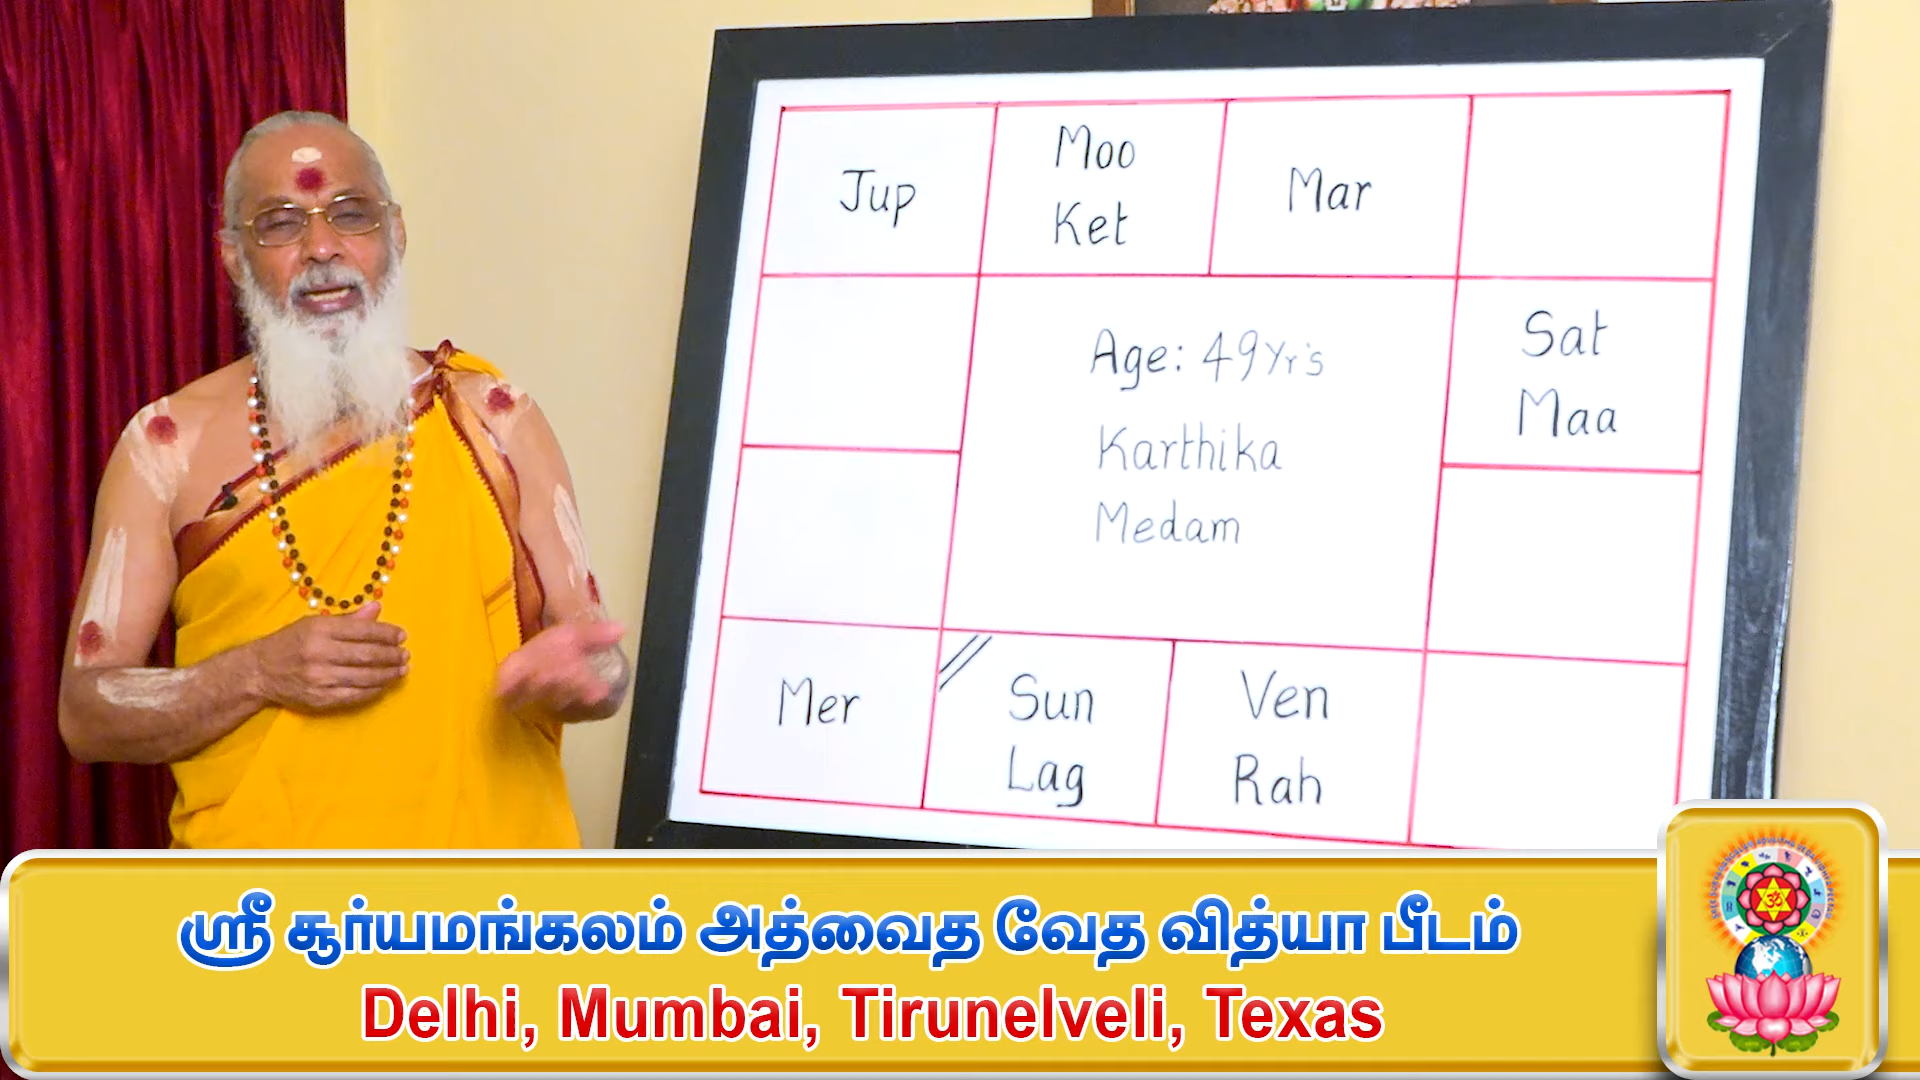 Jup
Moo
Ket
Mar
Sat
Maa
Age: 49Yr's
Karthika
Medam
Mer
Sun
Lag
Ven
Rah
ஸ்ரீ சூர்யமங்கலம் அத்வைத வேத வித்யா பீடம்
Delhi, Mumbai, Tirunelveli, Texas